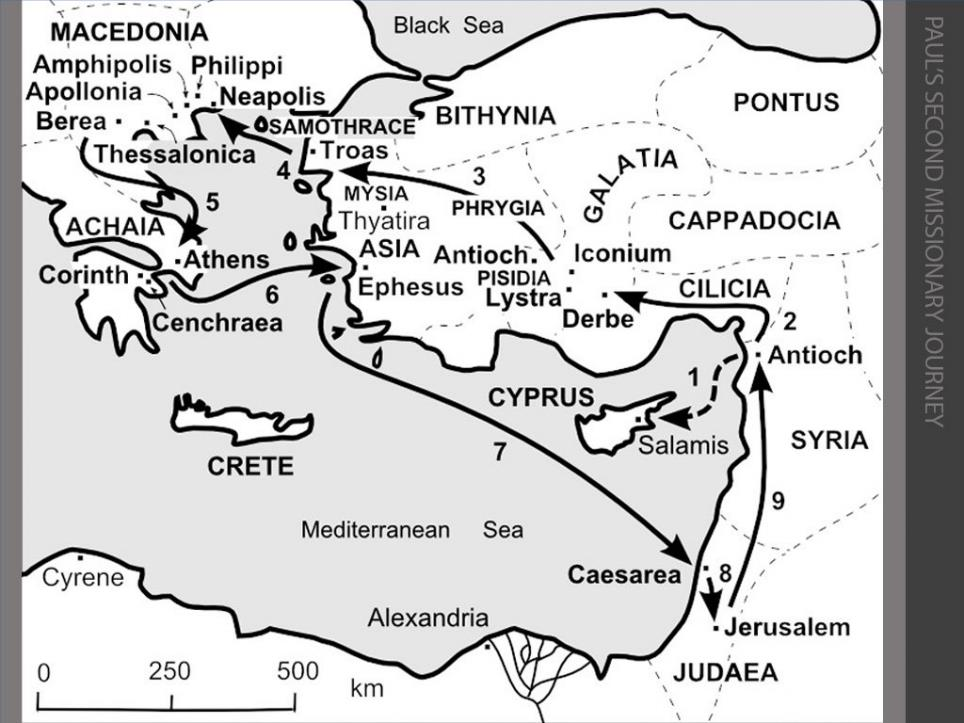 Black Sea
MACEDONIA
Amphipolis
Philippi
Apollonia
Neapolis
Berea
SAMOTHRACE
BITHYNIA
PONTUS
Thessalonica
Troas
4
3
GALATIA
MYSIA
PHRYGIA
5
Thyatira
CAPPADOCIA
ACHAIA
ASIA
Antioch
Iconium
Athens
Corinth
Ephesus
PISIDIA
Lystra
CILICIA
6
Cenchraea
Derbe
2
Antioch
1
CYPRUS
Salamis
SYRIA
CRETE
7
9
Mediterranean Sea
Cyrene
Caesarea
8
Alexandria
Jerusalem
JUDAEA
0 250 500
km
PAUL'S SECOND MISSIONARY JOURNEY